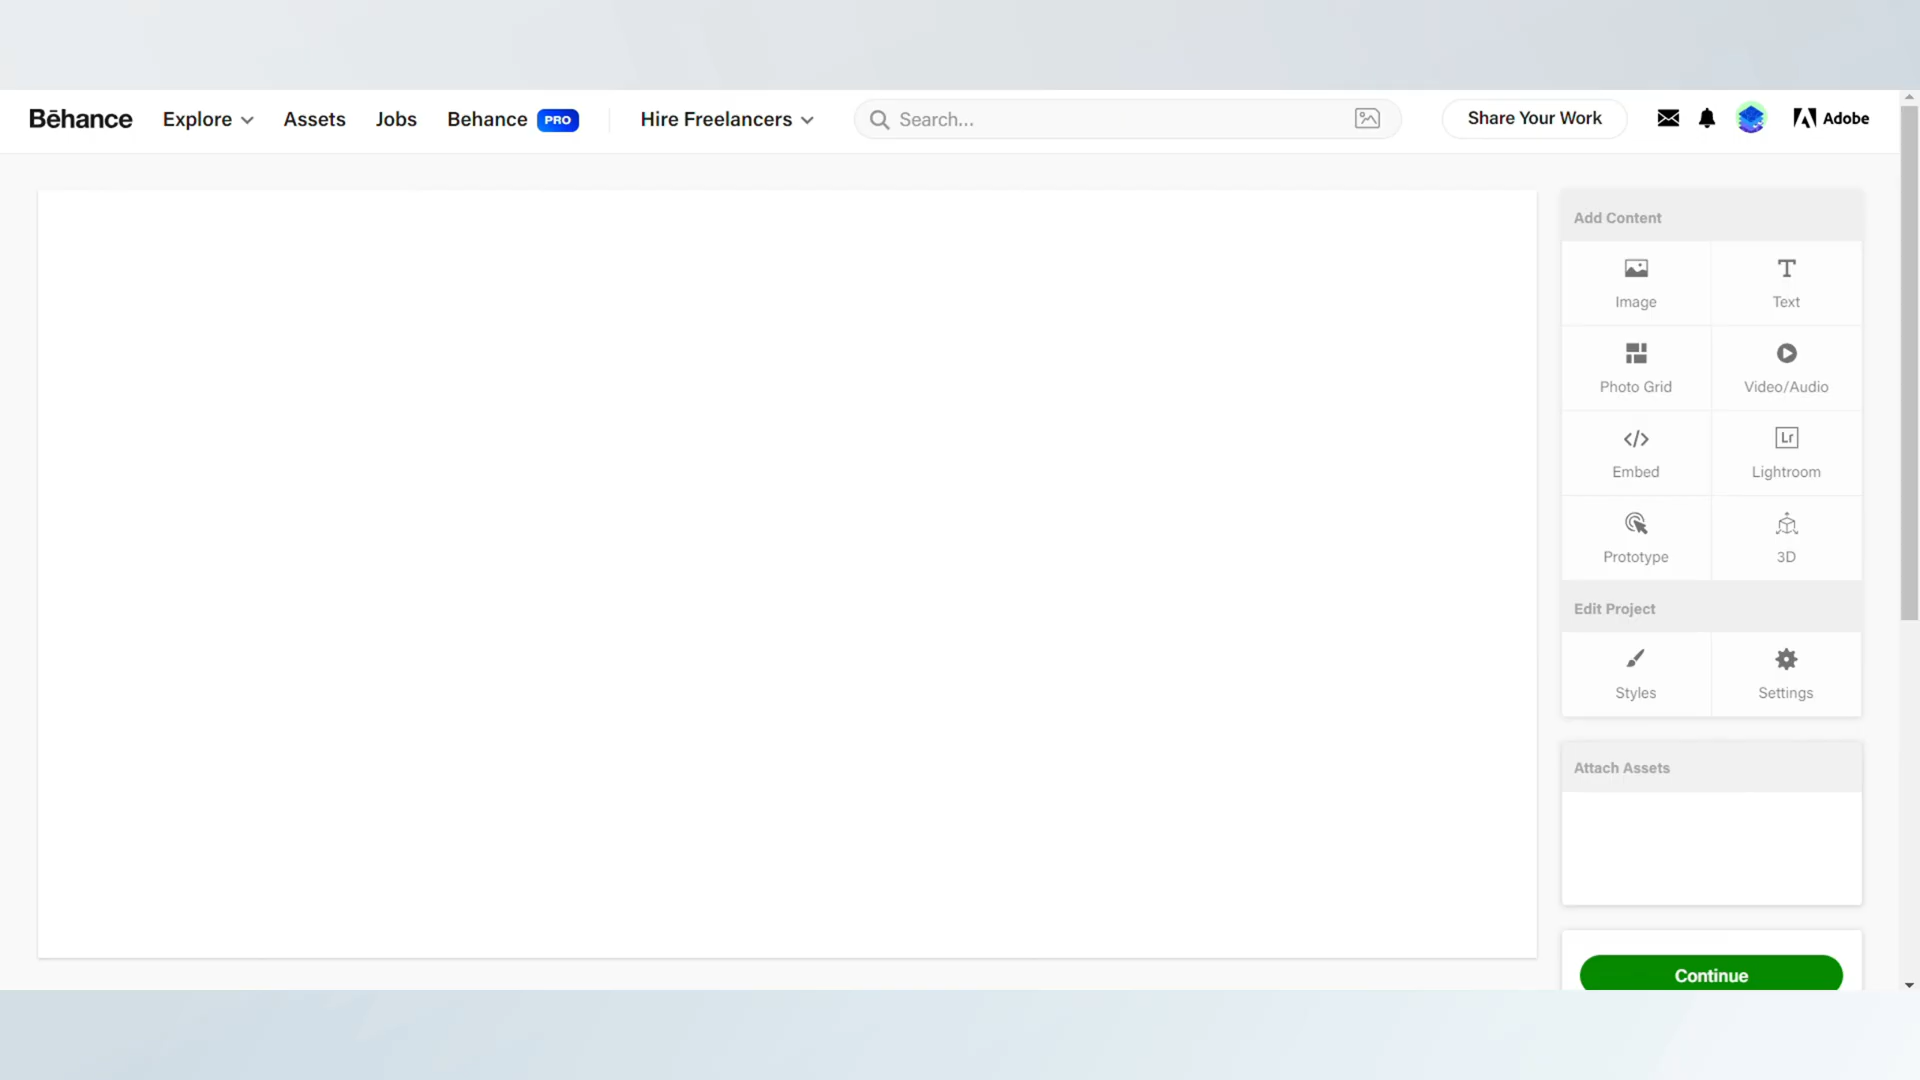 Bēhance Explore Assets Jobs Behance PRO Hire Freelancers Search... Share Your Work Adobe
Add Content
Image Text
Photo Grid Video/Audio
Embed Lr Lightroom
Prototype 3D
Edit Project
Styles Settings
Attach Assets
Continue